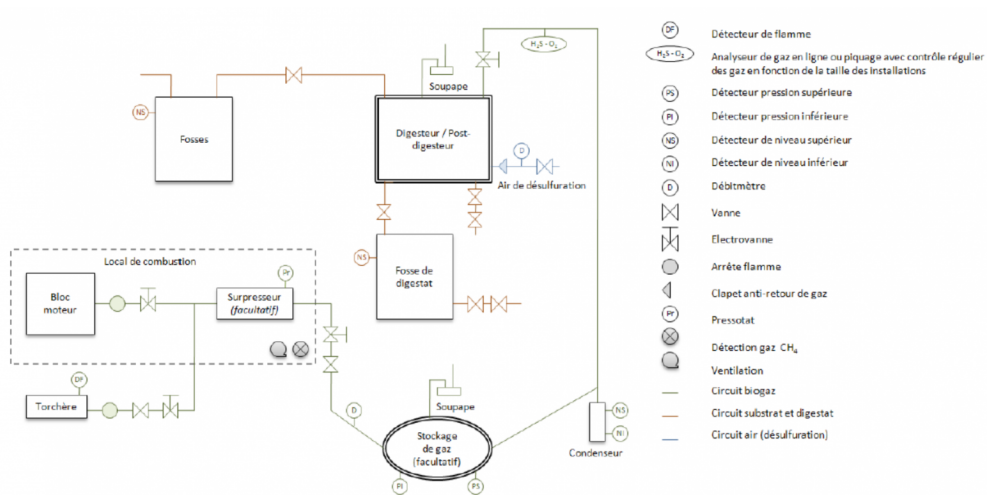 H₂S - O₂
Soupape
NS
Fosses
Digesteur / Post-
digesteur
D
Air de désulfuration
NS
Fosse de
digestat
Local de combustion
Pr
Bloc
moteur
Surpresseur
(facultatif)
DF
Torchère
D
Soupape
Stockage
de gaz
(facultatif)
PI
PS
NS
NI
Condenseur
DF Détecteur de flamme
H₂S - O₂ Analyseur de gaz en ligne ou piquage avec contrôle régulier
des gaz en fonction de la taille des installations
PS Détecteur pression supérieure
PI Détecteur pression inférieure
NS Détecteur de niveau supérieur
NI Détecteur de niveau inférieur
D Débitmètre
Vanne
Electrovanne
Arrête flamme
Clapet anti-retour de gaz
Pr Pressotat
Détection gaz CH₄
Ventilation
Circuit biogaz
Circuit substrat et digestat
Circuit air (désulfuration)